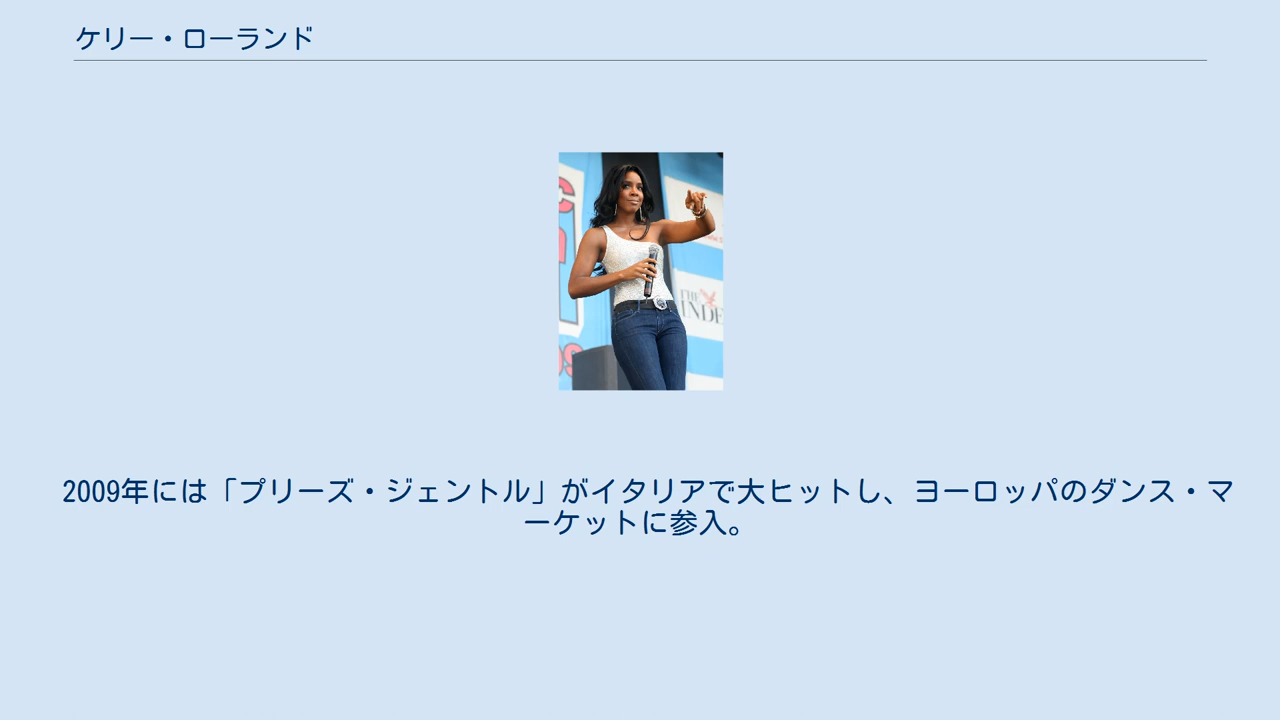 ケリー・ローランド
THE
INDE
2009年には「プリーズ・ジェントル」がイタリアで大ヒットし、ヨーロッパのダンス・マ
ーケットに参入。